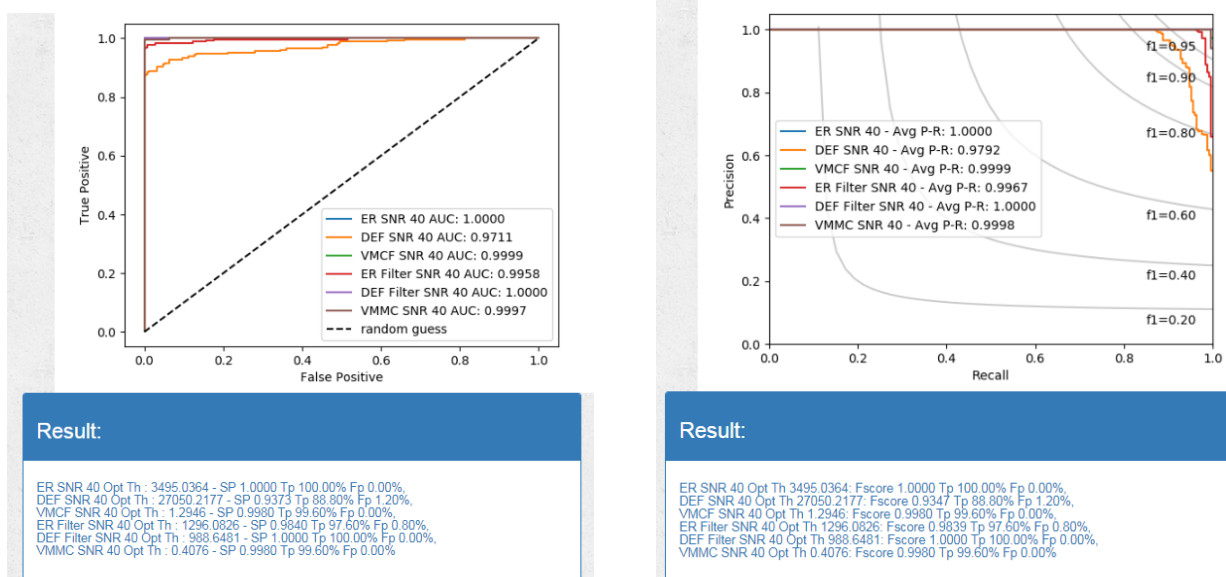 1.0
0.8
0.6
0.4
0.2
0.0
True Positive
ER SNR 40 AUC: 1.0000
DEF SNR 40 AUC: 0.9711
VMCF SNR 40 AUC: 0.9999
ER Filter SNR 40 AUC: 0.9958
DEF Filter SNR 40 AUC: 1.0000
VMMC SNR 40 AUC: 0.9997
random guess
0.0 0.2 0.4 0.6 0.8 1.0
False Positive
Result:
ER SNR 40 Opt Th : 3495.0364 - SP 1.0000 Tp 100.00% Fp 0.00%,
DEF SNR 40 Opt Th : 27050.2177 - SP 0.9373 Tp 88.80% Fp 1.20%,
VMCF SNR 40 Opt Th : 1.2946 - SP 0.9980 Tp 99.60% Fp 0.00%,
ER Filter SNR 40 Opt Th : 1296.0826 - SP 0.9840 Tp 97.60% Fp 0.80%,
DEF Filter SNR 40 Opt Th : 988.6481 - SP 1.0000 Tp 100.00% Fp 0.00%,
VMMC SNR 40 Opt Th : 0.4076 - SP 0.9980 Tp 99.60% Fp 0.00%
1.0
0.8
0.6
0.4
0.2
0.0
Precision
f1=0.95
f1=0.90
f1=0.80
f1=0.60
f1=0.40
f1=0.20
ER SNR 40 - Avg P-R: 1.0000
DEF SNR 40 - Avg P-R: 0.9792
VMCF SNR 40 - Avg P-R: 0.9999
ER Filter SNR 40 - Avg P-R: 0.9967
DEF Filter SNR 40 - Avg P-R: 1.0000
VMMC SNR 40 - Avg P-R: 0.9998
0.0 0.2 0.4 0.6 0.8 1.0
Recall
Result:
ER SNR 40 Opt Th 3495.0364: Fscore 1.0000 Tp 100.00% Fp 0.00%,
DEF SNR 40 Opt Th 27050.2177: Fscore 0.9347 Tp 88.80% Fp 1.20%,
VMCF SNR 40 Opt Th 1.2946: Fscore 0.9980 Tp 99.60% Fp 0.00%,
ER Filter SNR 40 Opt Th 1296.0826: Fscore 0.9839 Tp 97.60% Fp 0.80%,
DEF Filter SNR 40 Opt Th 988.6481: Fscore 1.0000 Tp 100.00% Fp 0.00%,
VMMC SNR 40 Opt Th 0.4076: Fscore 0.9980 Tp 99.60% Fp 0.00%